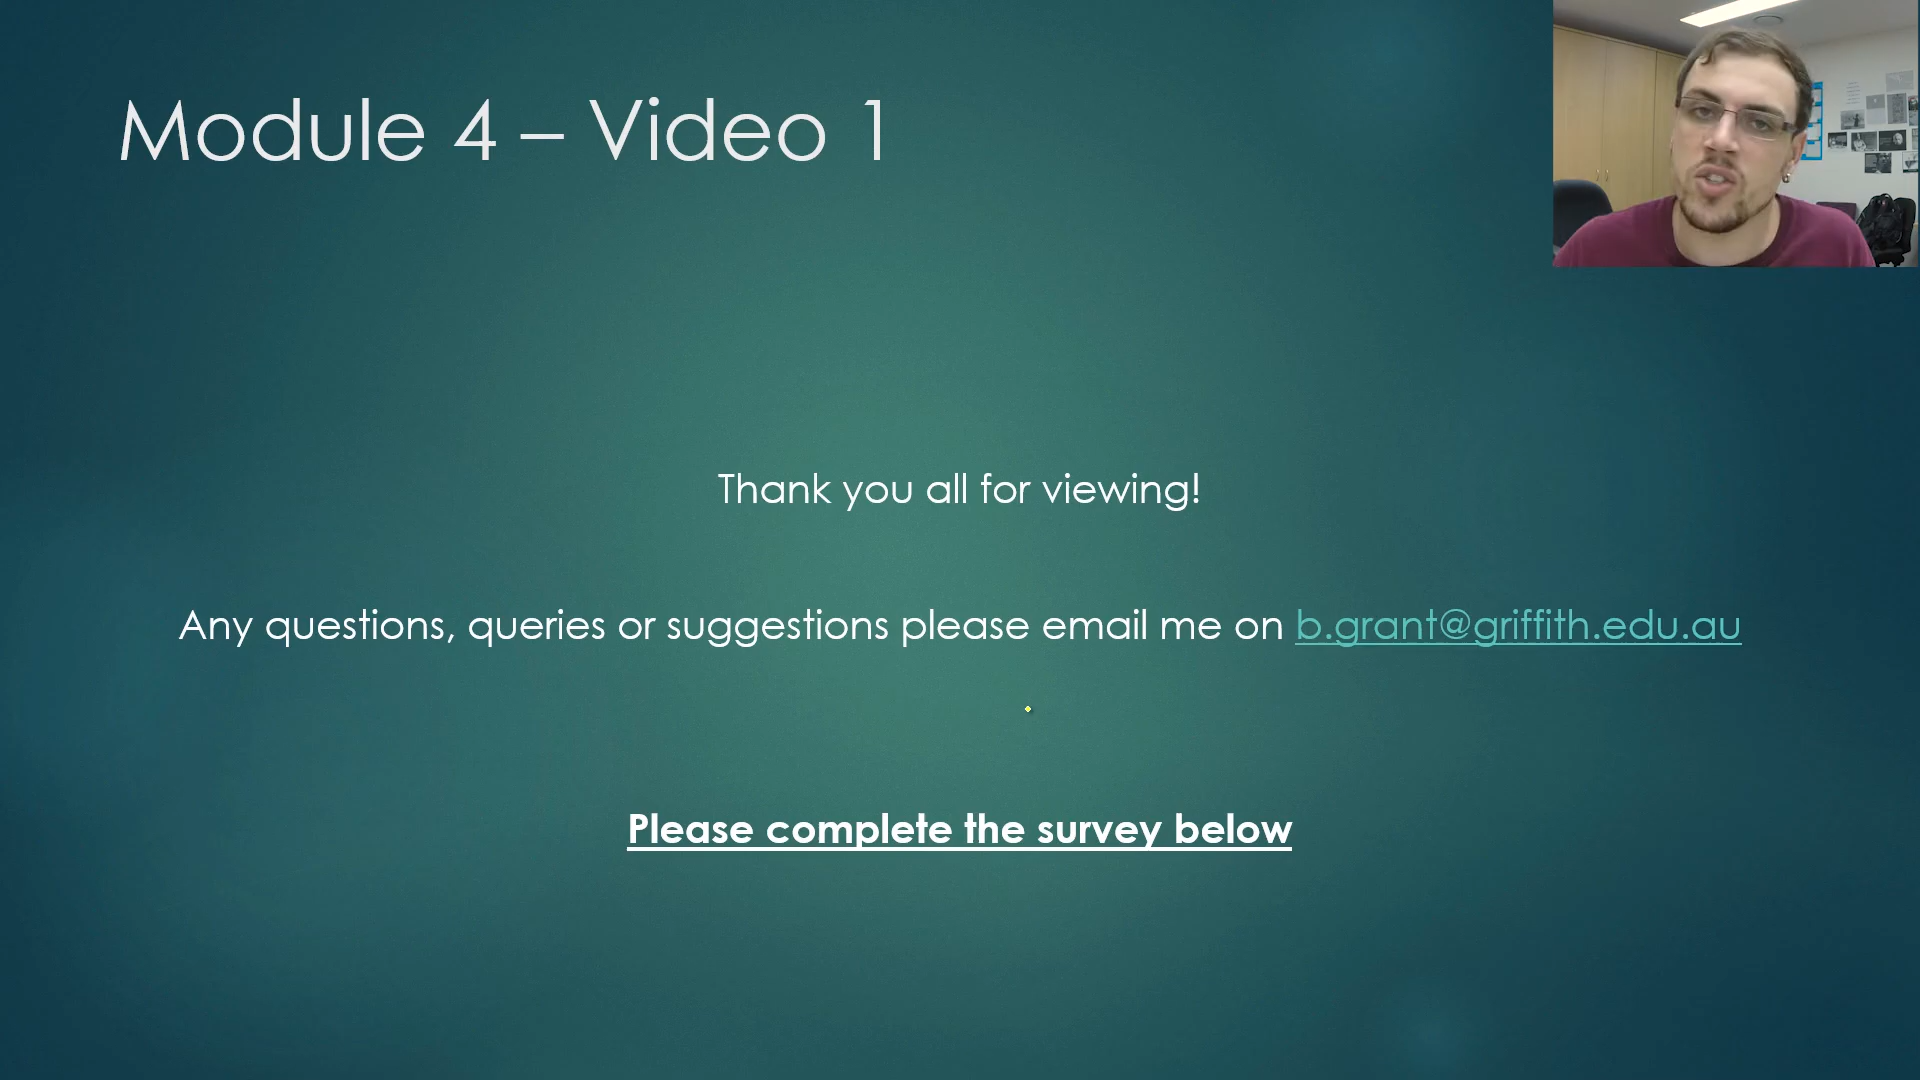 Module 4 – Video 1
Thank you all for viewing!
Any questions, queries or suggestions please email me on b.grant@griffith.edu.au
Please complete the survey below